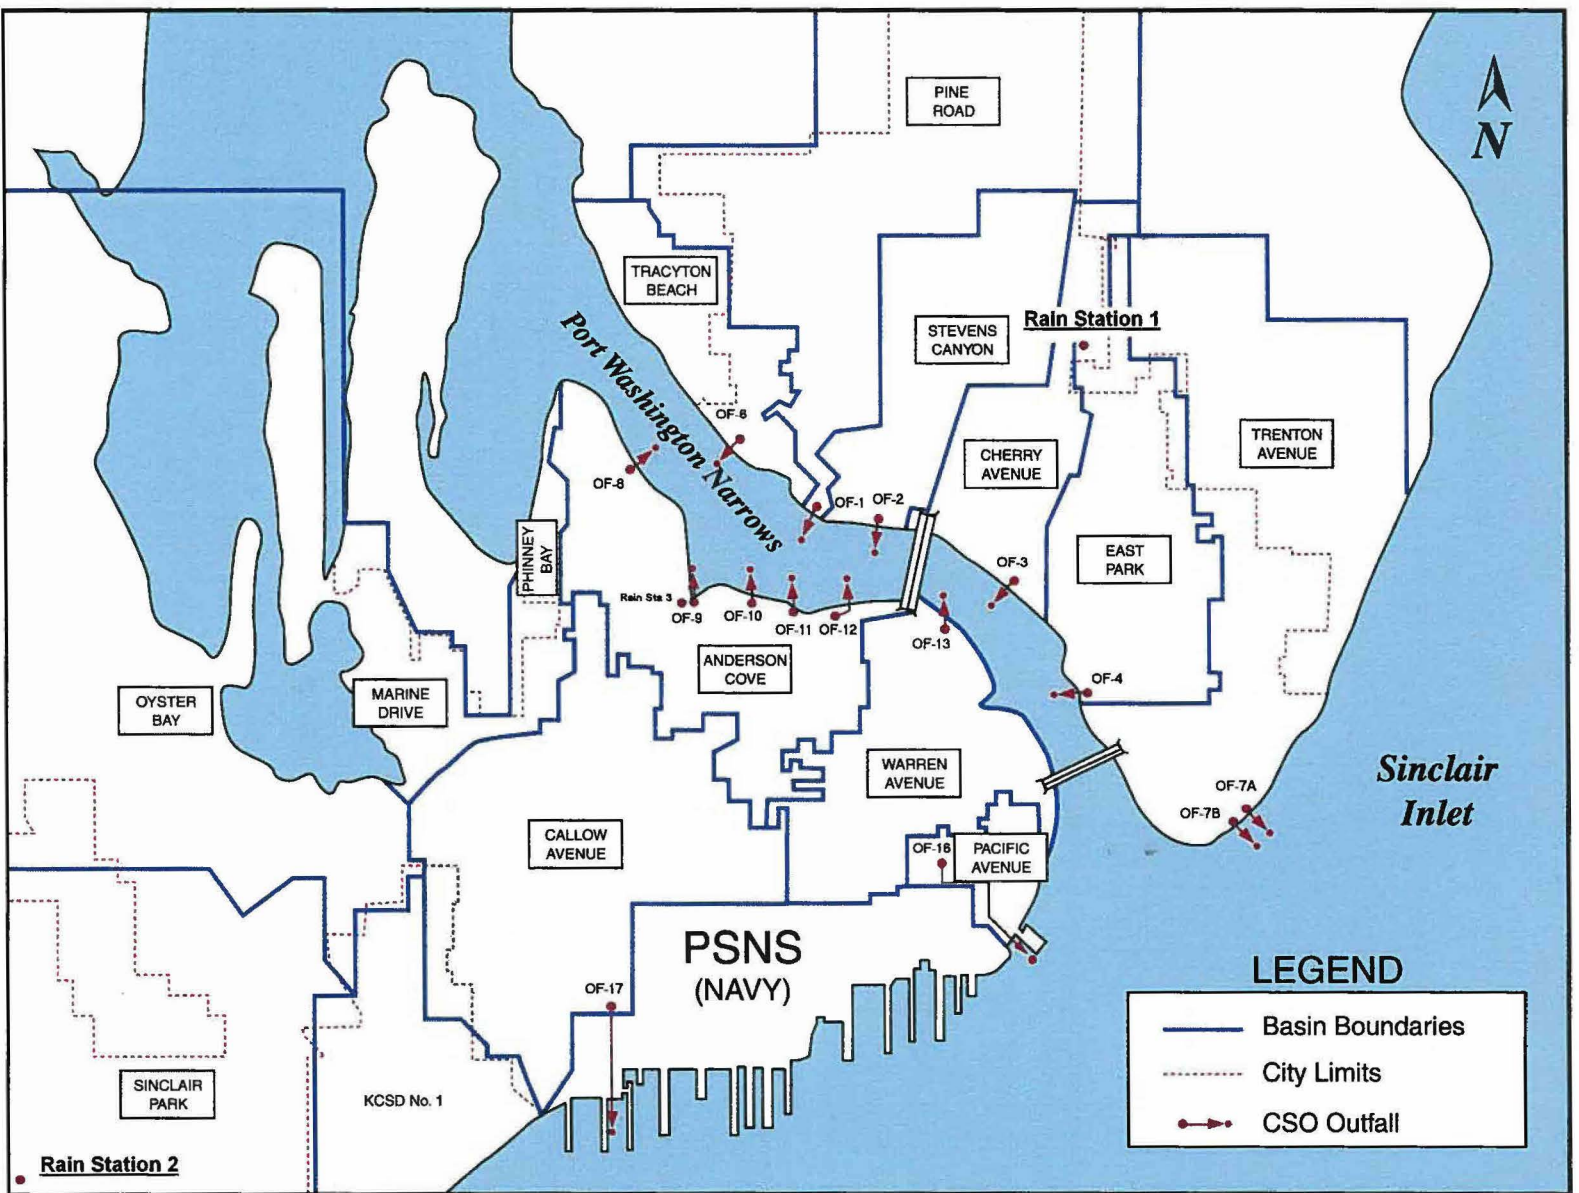 PINE
ROAD
N
TRACYTON
BEACH
STEVENS
CANYON
Rain Station 1
Port Washington Narrows
OF-6
OF-8
CHERRY
AVENUE
TRENTON
AVENUE
OF-1
OF-2
PHINNEY
BAY
EAST
PARK
OF-3
Rain Sta 3
OF-9
OF-10
OF-11
OF-12
OF-13
ANDERSON
COVE
OF-4
OYSTER
BAY
MARINE
DRIVE
WARREN
AVENUE
Sinclair
Inlet
OF-7A
OF-7B
CALLOW
AVENUE
OF-16
PACIFIC
AVENUE
PSNS
(NAVY)
OF-17
SINCLAIR
PARK
KCSD No. 1
Rain Station 2
LEGEND
Basin Boundaries
City Limits
CSO Outfall